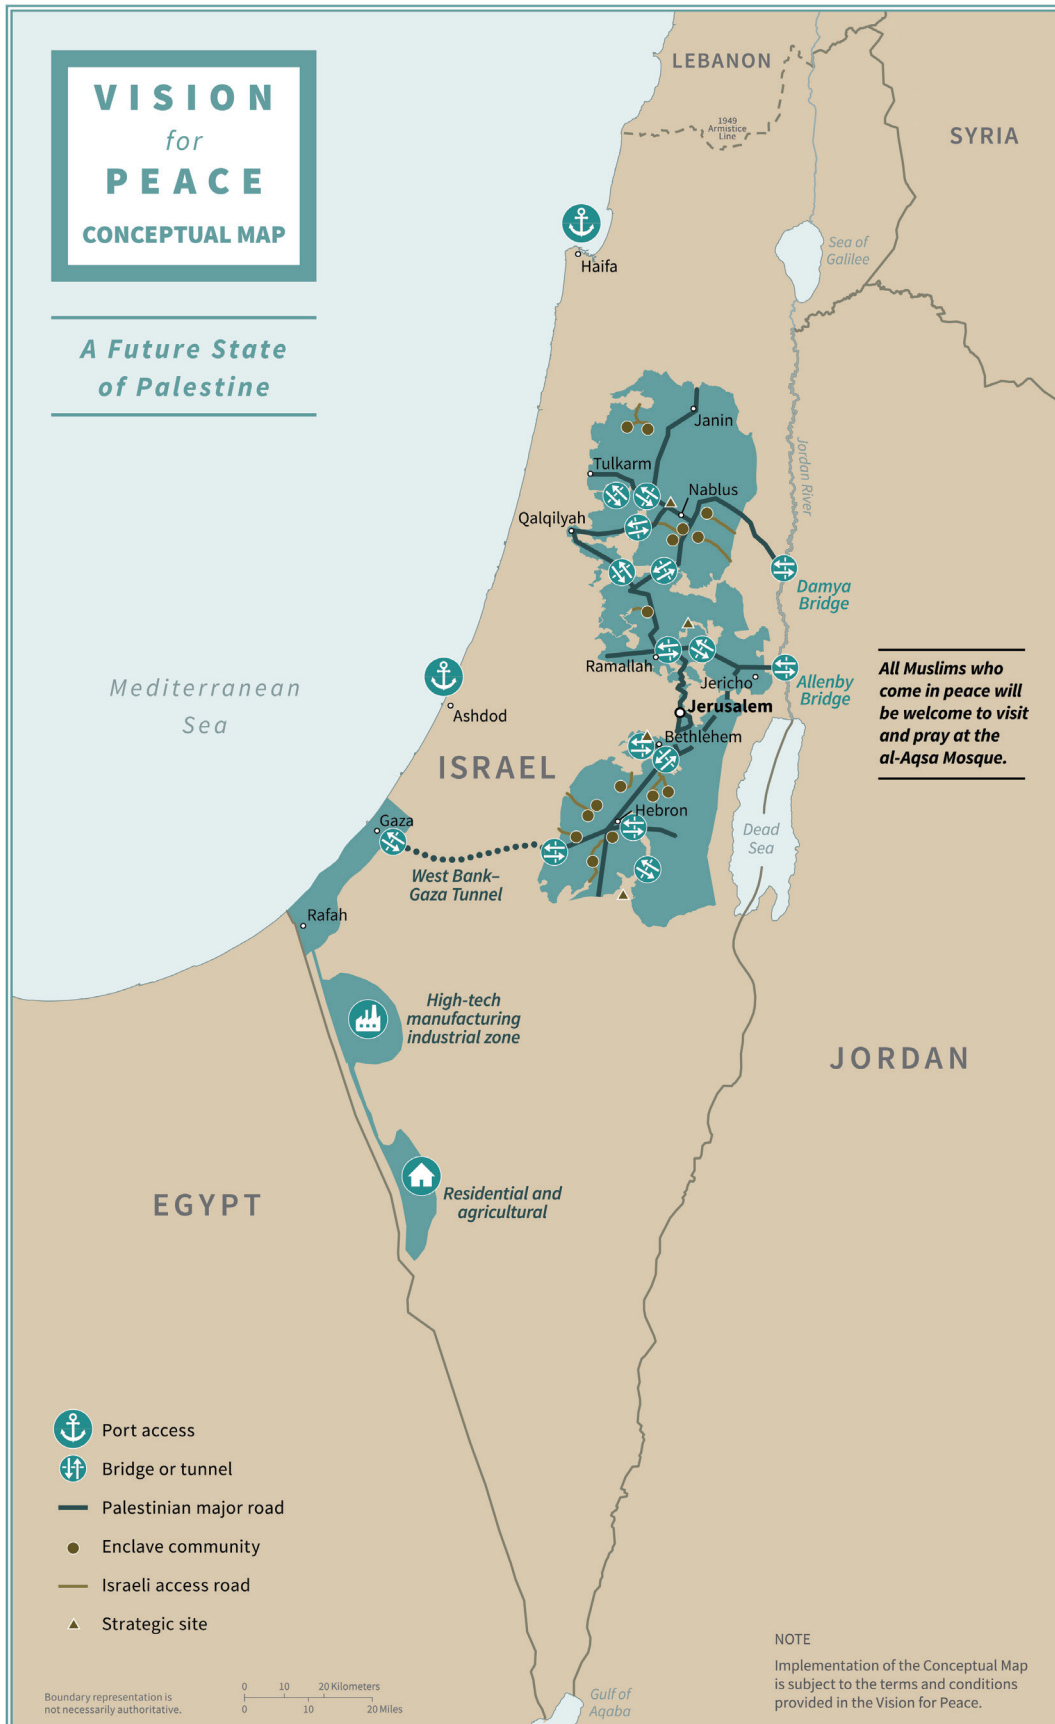 VISION
for
PEACE
CONCEPTUAL MAP
A Future State
of Palestine
LEBANON
1949
Armistice
Line
SYRIA
Sea of
Galilee
Haifa
Janin
Tulkarm
Nablus
Qalqilyah
Jordan River
Damya
Bridge
Ramallah
Jericho
Allenby
Bridge
All Muslims who
come in peace will
be welcome to visit
and pray at the
al-Aqsa Mosque.
Mediterranean
Sea
Ashdod
Jerusalem
Bethlehem
ISRAEL
Hebron
Gaza
Dead
Sea
West Bank–
Gaza Tunnel
Rafah
High-tech
manufacturing
industrial zone
JORDAN
EGYPT
Residential and
agricultural
Port access
Bridge or tunnel
Palestinian major road
Enclave community
Israeli access road
Strategic site
NOTE
Implementation of the Conceptual Map
is subject to the terms and conditions
provided in the Vision for Peace.
Boundary representation is
not necessarily authoritative.
0 10 20 Kilometers
0 10 20 Miles
Gulf of
Aqaba